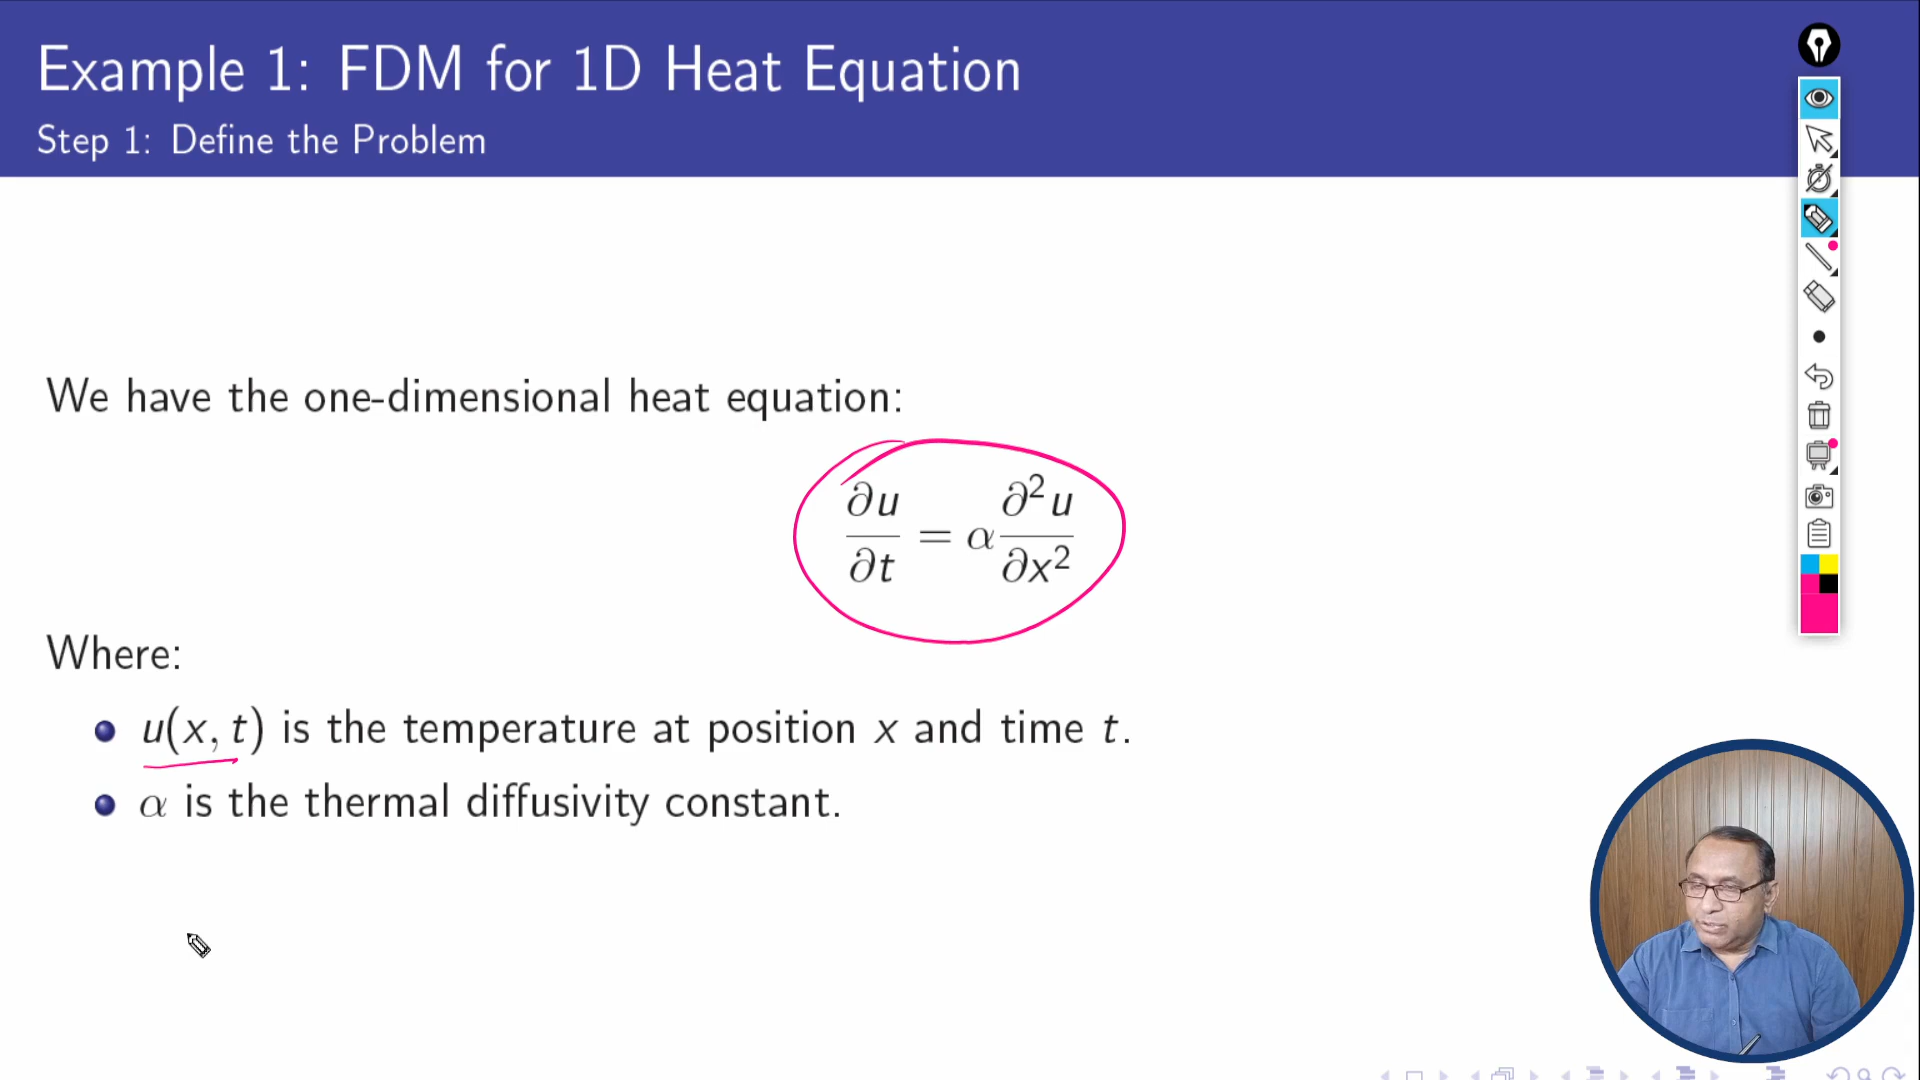 Example 1: FDM for 1D Heat Equation
Step 1: Define the Problem
We have the one-dimensional heat equation:
∂u/∂t = α ∂²u/∂x²
Where:
u(x, t) is the temperature at position x and time t.
α is the thermal diffusivity constant.